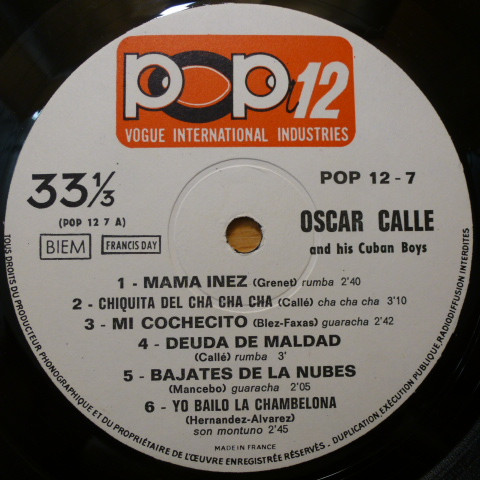 POP 12
VOGUE INTERNATIONAL INDUSTRIES
33 1/3
POP 12 - 7
(POP 12 7 A)
OSCAR CALLE
and his Cuban Boys
BIEM
FRANCIS DAY
1 - MAMA INEZ (Grenet) rumba 2'40
2 - CHIQUITA DEL CHA CHA CHA (Callé) cha cha cha 3'10
3 - MI COCHECITO (Blez-Faxas) guaracha 2'42
4 - DEUDA DE MALDAD
(Callé) rumba 3'
5 - BAJATES DE LA NUBES
(Mancebo) guaracha 2'05
6 - YO BAILO LA CHAMBELONA
(Hernandez-Alvarez)
son montuno 2'45
MADE IN FRANCE
TOUS DROITS DU PRODUCTEUR PHONOGRAPHIQUE ET DU PROPRIÉTAIRE DE L'ŒUVRE ENREGISTRÉE RÉSERVÉS - DUPLICATION, EXÉCUTION PUBLIQUE, RADIODIFFUSION INTERDITES